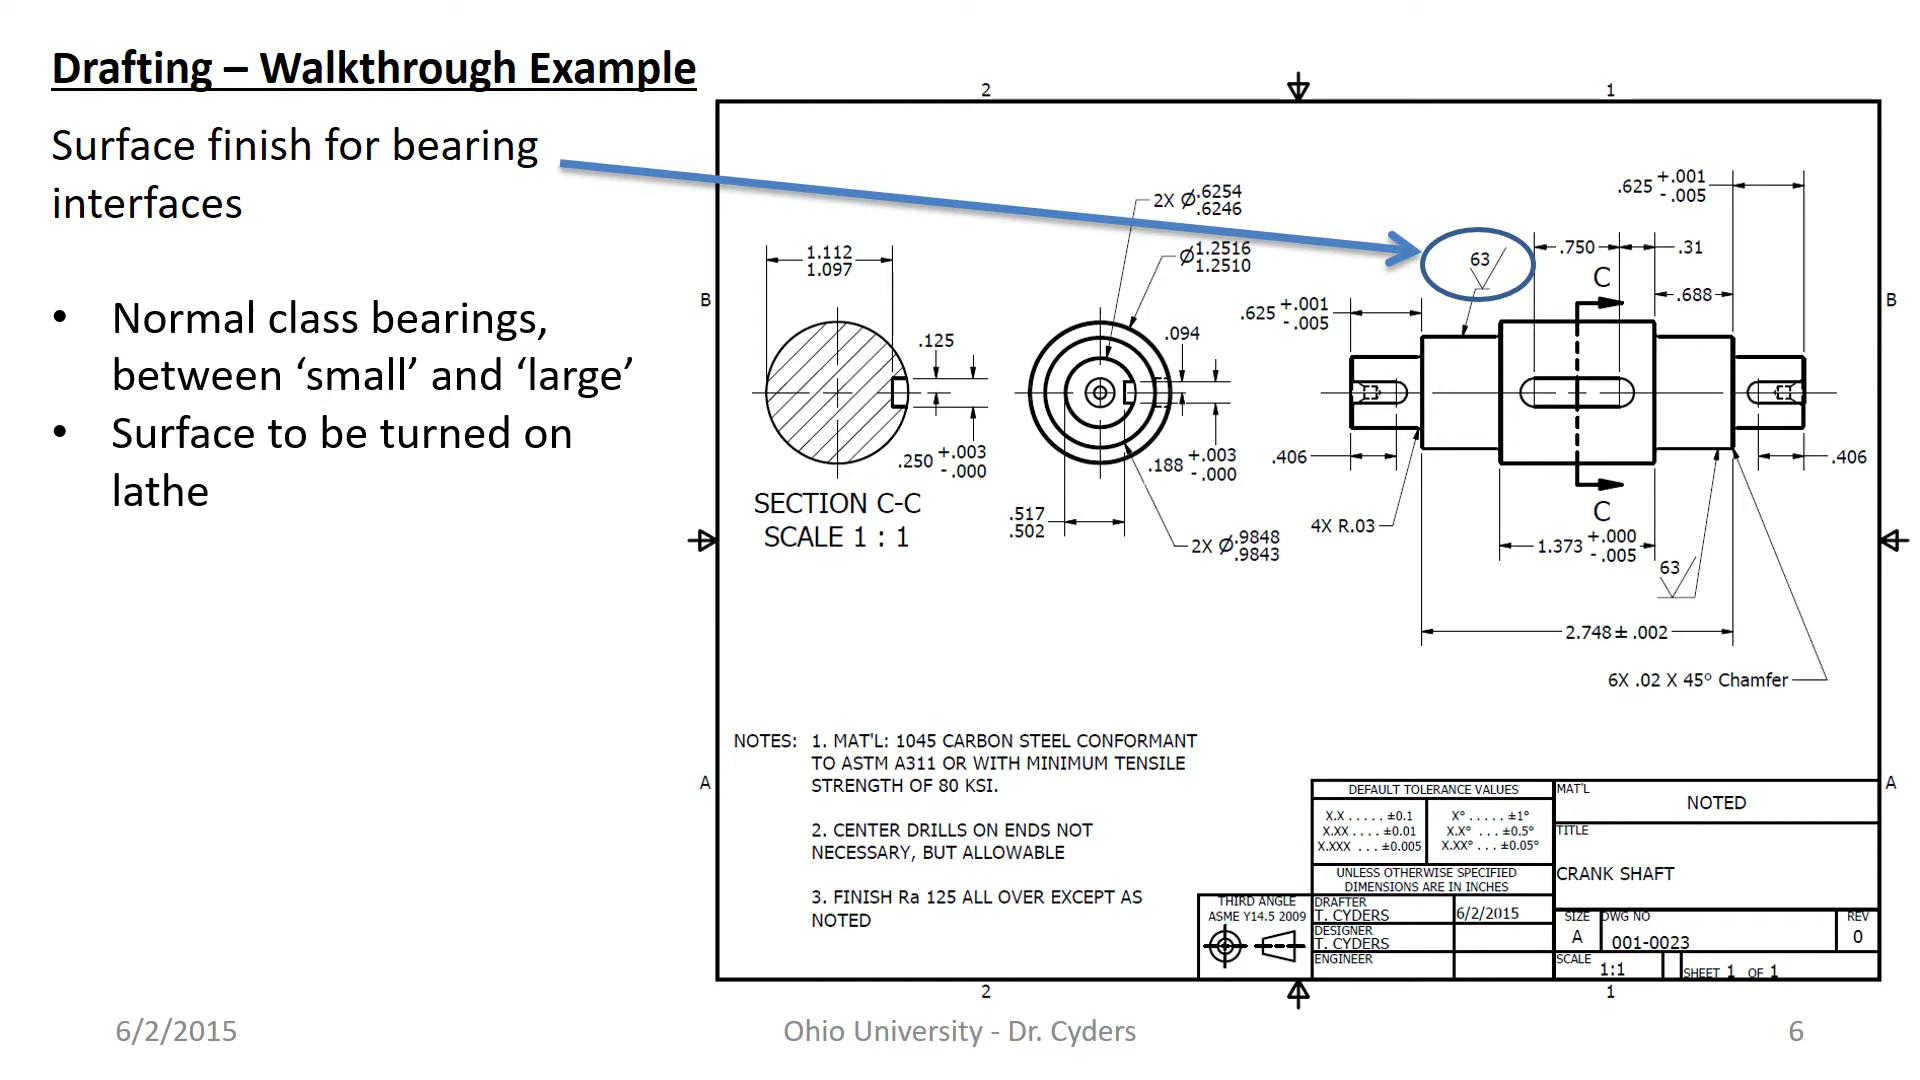 Drafting – Walkthrough Example
Surface finish for bearing
interfaces
• Normal class bearings,
between ‘small’ and ‘large’
• Surface to be turned on
lathe
2
1
B
B
A
A
2
1
1.112
1.097
.125
.250 +.003
-.000
SECTION C-C
SCALE 1 : 1
2X Ø.6254
.6246
Ø1.2516
1.2510
.094
.188 +.003
-.000
.517
.502
2X Ø.9848
.9843
.625 +.001
-.005
63
.750
.31
C
.688
.625 +.001
-.005
.406
.406
4X R.03
C
1.373 +.000
-.005
63
2.748± .002
6X .02 X 45° Chamfer
NOTES: 1. MAT'L: 1045 CARBON STEEL CONFORMANT
TO ASTM A311 OR WITH MINIMUM TENSILE
STRENGTH OF 80 KSI.
2. CENTER DRILLS ON ENDS NOT
NECESSARY, BUT ALLOWABLE
3. FINISH Ra 125 ALL OVER EXCEPT AS
NOTED
DEFAULT TOLERANCE VALUES
X.X . . . . . ±0.1
X.XX . . . . ±0.01
X.XXX . . . ±0.005
X° . . . . . ±1°
X.X° . . . ±0.5°
X.XX° . . . ±0.05°
UNLESS OTHERWISE SPECIFIED
DIMENSIONS ARE IN INCHES
THIRD ANGLE
ASME Y14.5 2009
DRAFTER
T. CYDERS
6/2/2015
DESIGNER
T. CYDERS
ENGINEER
MAT'L
NOTED
TITLE
CRANK SHAFT
SIZE
A
DWG NO
001-0023
REV
0
SCALE
1:1
SHEET 1 OF 1
6/2/2015
Ohio University - Dr. Cyders
6